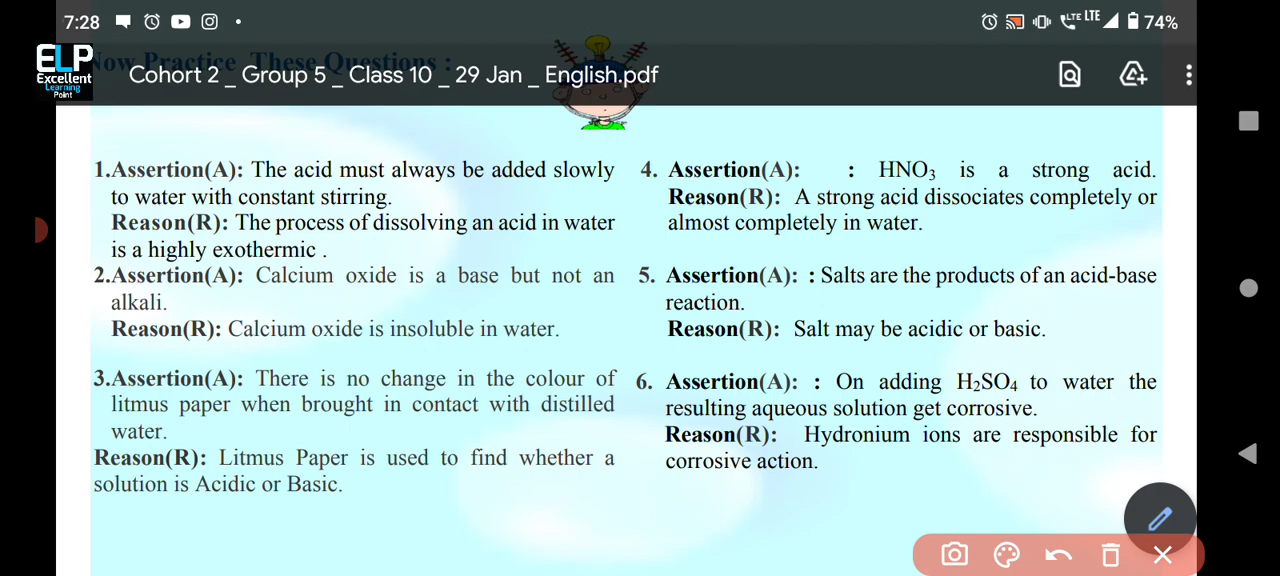 7:28
LTE LTE 74%
ELP
Excellent
Learning
Point
Now Practice These Questions :
Cohort 2 _ Group 5 _ Class 10 _ 29 Jan _ English.pdf
1.Assertion(A): The acid must always be added slowly
to water with constant stirring.
Reason(R): The process of dissolving an acid in water
is a highly exothermic .
2.Assertion(A): Calcium oxide is a base but not an
alkali.
Reason(R): Calcium oxide is insoluble in water.
3.Assertion(A): There is no change in the colour of
litmus paper when brought in contact with distilled
water.
Reason(R): Litmus Paper is used to find whether a
solution is Acidic or Basic.
4. Assertion(A): : HNO₃ is a strong acid.
Reason(R): A strong acid dissociates completely or
almost completely in water.
5. Assertion(A): : Salts are the products of an acid-base
reaction.
Reason(R): Salt may be acidic or basic.
6. Assertion(A): : On adding H₂SO₄ to water the
resulting aqueous solution get corrosive.
Reason(R): Hydronium ions are responsible for
corrosive action.